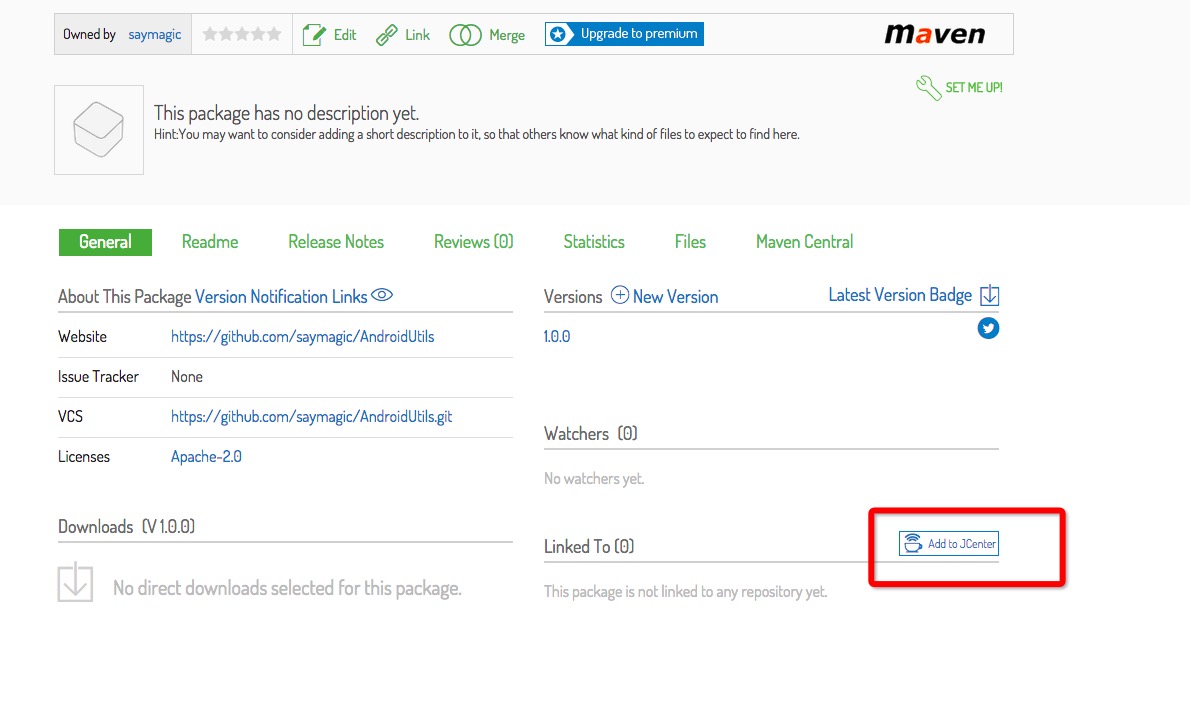 Owned by saymagic Edit Link Merge Upgrade to premium maven
SET ME UP!
This package has no description yet.
Hint:You may want to consider adding a short description to it, so that others know what kind of files to expect to find here.
General Readme Release Notes Reviews (0) Statistics Files Maven Central
About This Package Version Notification Links
Website https://github.com/saymagic/AndroidUtils
Issue Tracker None
VCS https://github.com/saymagic/AndroidUtils.git
Licenses Apache-2.0
Downloads (V 1.0.0)
No direct downloads selected for this package.
Versions New Version Latest Version Badge
1.0.0
Watchers (0)
No watchers yet.
Linked To (0) Add to JCenter
This package is not linked to any repository yet.